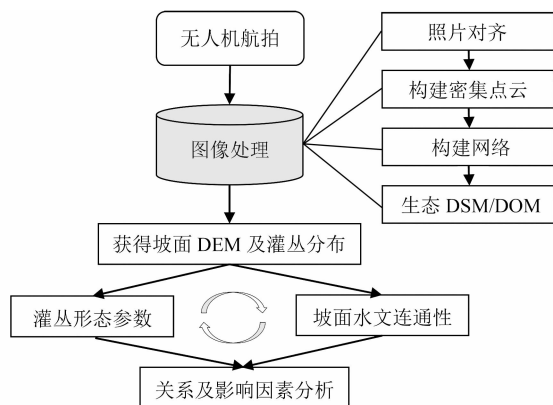 无人机航拍
图像处理
照片对齐
构建密集点云
构建网络
生态 DSM/DOM
获得坡面 DEM 及灌丛分布
灌丛形态参数
坡面水文连通性
关系及影响因素分析